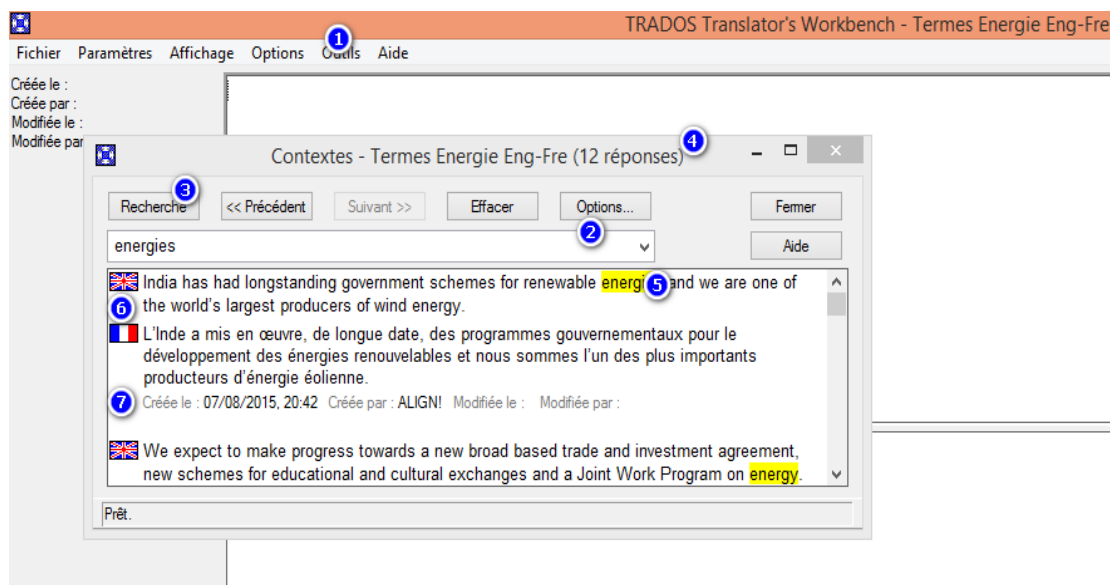 TRADOS Translator's Workbench - Termes Energie Eng-Fre
1
Fichier Paramètres Affichage Options Outils Aide
Créée le :
Créée par :
Modifiée le :
Modifiée par
4
Contextes - Termes Energie Eng-Fre (12 réponses)
3
Recherche << Précédent Suivant >> Effacer Options... Fermer
2
energies Aide
India has had longstanding government schemes for renewable energies 5 and we are one of
6 the world's largest producers of wind energy.
L'Inde a mis en œuvre, de longue date, des programmes gouvernementaux pour le
développement des énergies renouvelables et nous sommes l'un des plus importants
producteurs d'énergie éolienne.
7 Créée le : 07/08/2015, 20:42 Créée par : ALIGN! Modifiée le : Modifiée par :
We expect to make progress towards a new broad based trade and investment agreement,
new schemes for educational and cultural exchanges and a Joint Work Program on energy.
Prêt.